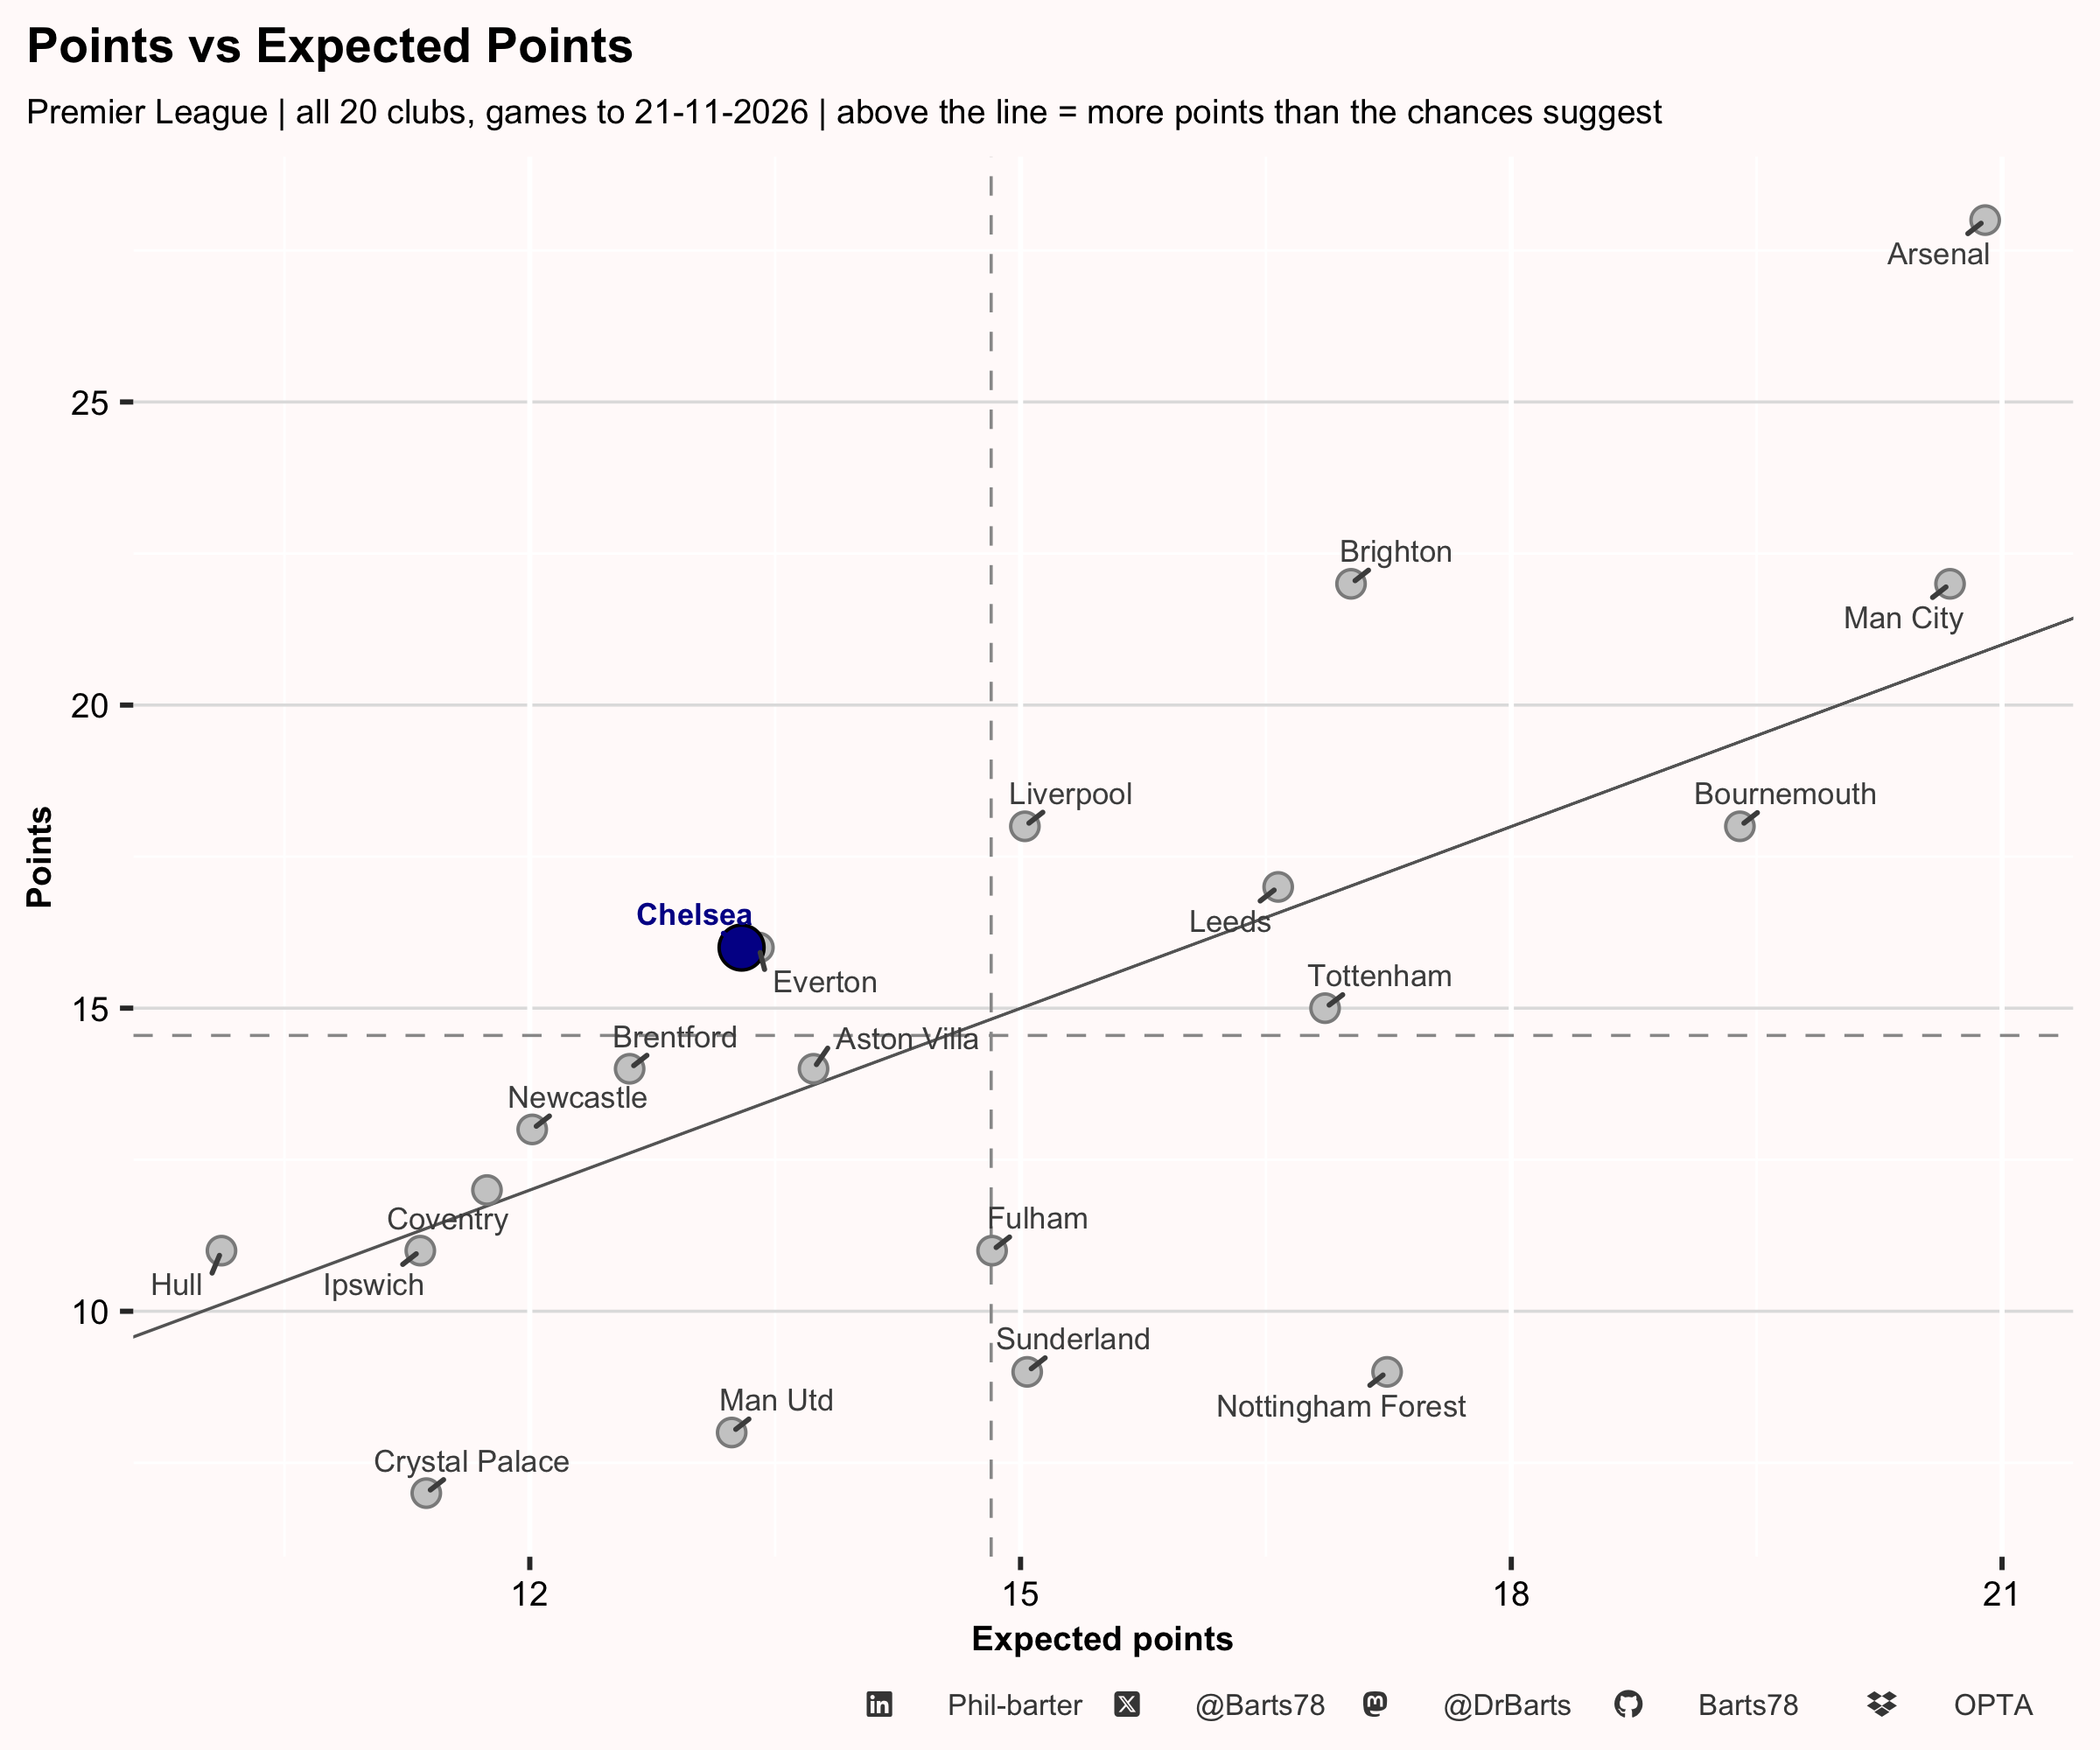 Points vs Expected Points
Premier League | all 20 clubs, games to 21-11-2026 | above the line = more points than the chances suggest
Arsenal
25
Brighton
Man City
20
Liverpool
Bournemouth
Points
Chelsea
Leeds
Everton
Tottenham
15
Brentford
Aston Villa
Newcastle
Coventry
Fulham
Hull
Ipswich
10
Sunderland
Man Utd
Nottingham Forest
Crystal Palace
12 15 18 21
Expected points
Phil-barter @Barts78 @DrBarts Barts78 OPTA